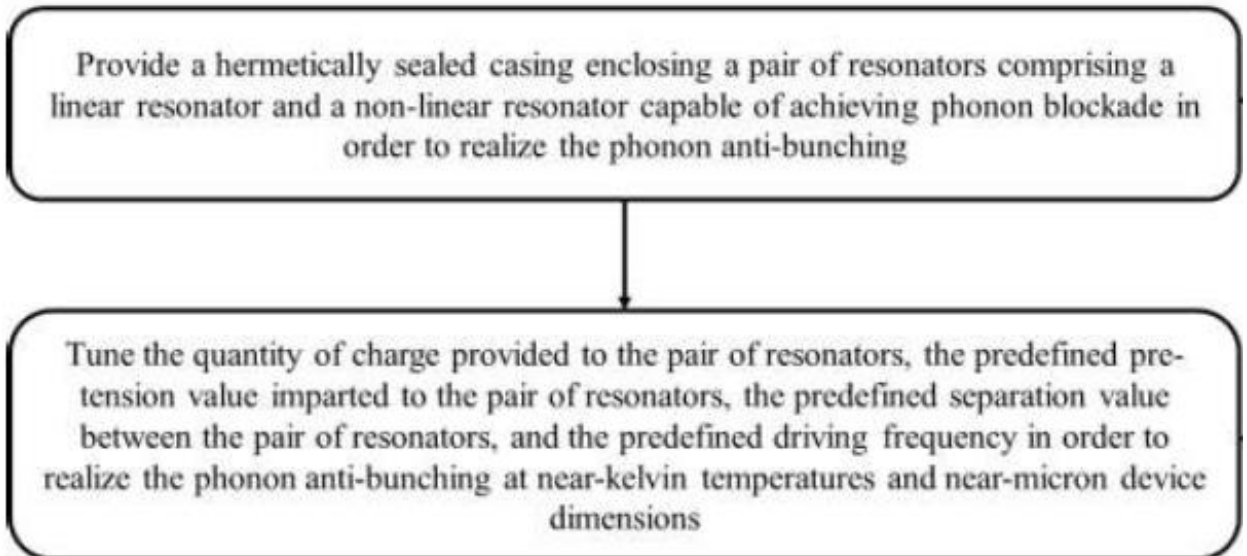 Provide a hermetically sealed casing enclosing a pair of resonators comprising a
linear resonator and a non-linear resonator capable of achieving phonon blockade in
order to realize the phonon anti-bunching
Tune the quantity of charge provided to the pair of resonators, the predefined pre-
tension value imparted to the pair of resonators, the predefined separation value
between the pair of resonators, and the predefined driving frequency in order to
realize the phonon anti-bunching at near-kelvin temperatures and near-micron device
dimensions